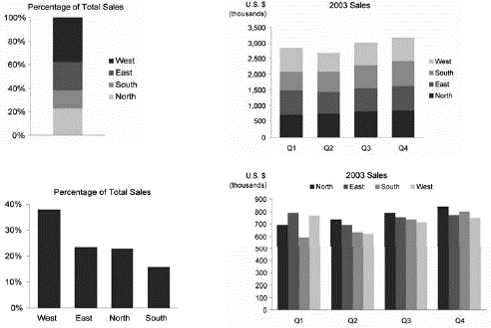 Percentage of Total Sales
100%
80%
60%
40%
20%
0%
West
East
South
North
U.S. $
(thousands)
2003 Sales
3,500
3,000
2,500
2,000
1,500
1,000
500
0
Q1 Q2 Q3 Q4
West
South
East
North
Percentage of Total Sales
40%
30%
20%
10%
0%
West East North South
U.S. $
(thousands)
2003 Sales
North East South West
900
800
700
600
500
400
300
200
100
0
Q1 Q2 Q3 Q4